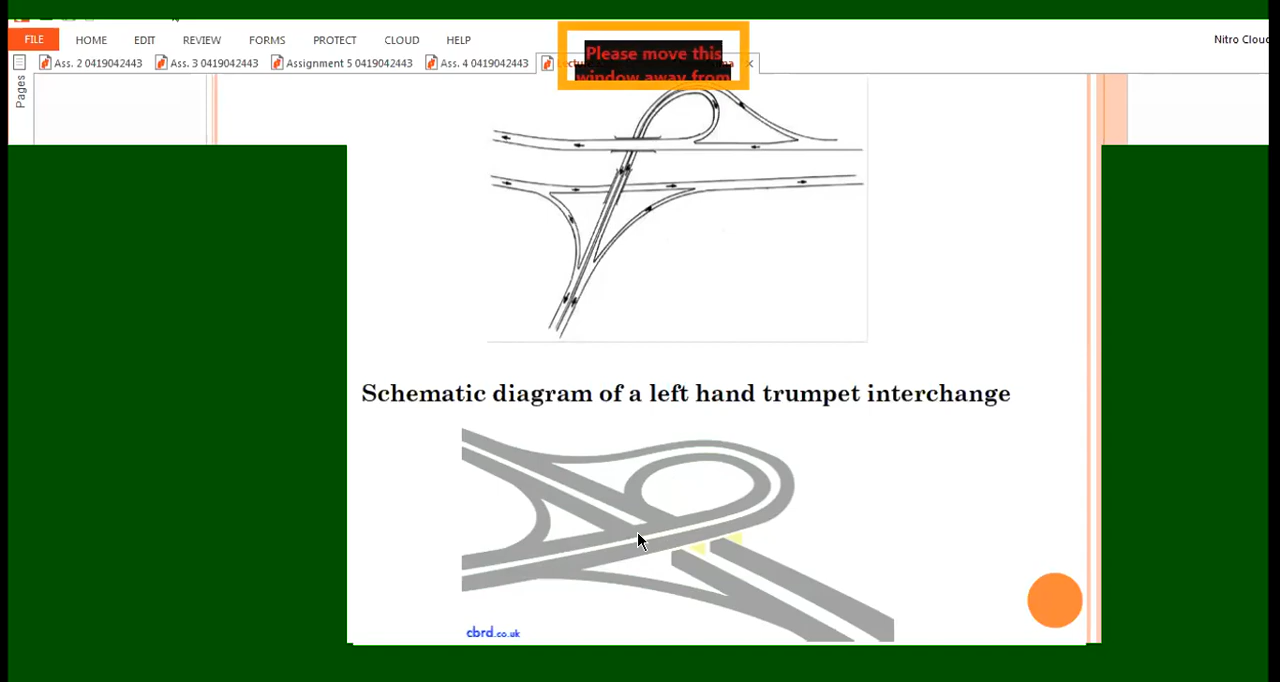 FILE HOME EDIT REVIEW FORMS PROTECT CLOUD HELP
Please move this
window away from
Nitro Cloud
Ass. 2 0419042443 Ass. 3 0419042443 Assignment 5 0419042443 Ass. 4 0419042443
Pages
Schematic diagram of a left hand trumpet interchange
cbrd.co.uk